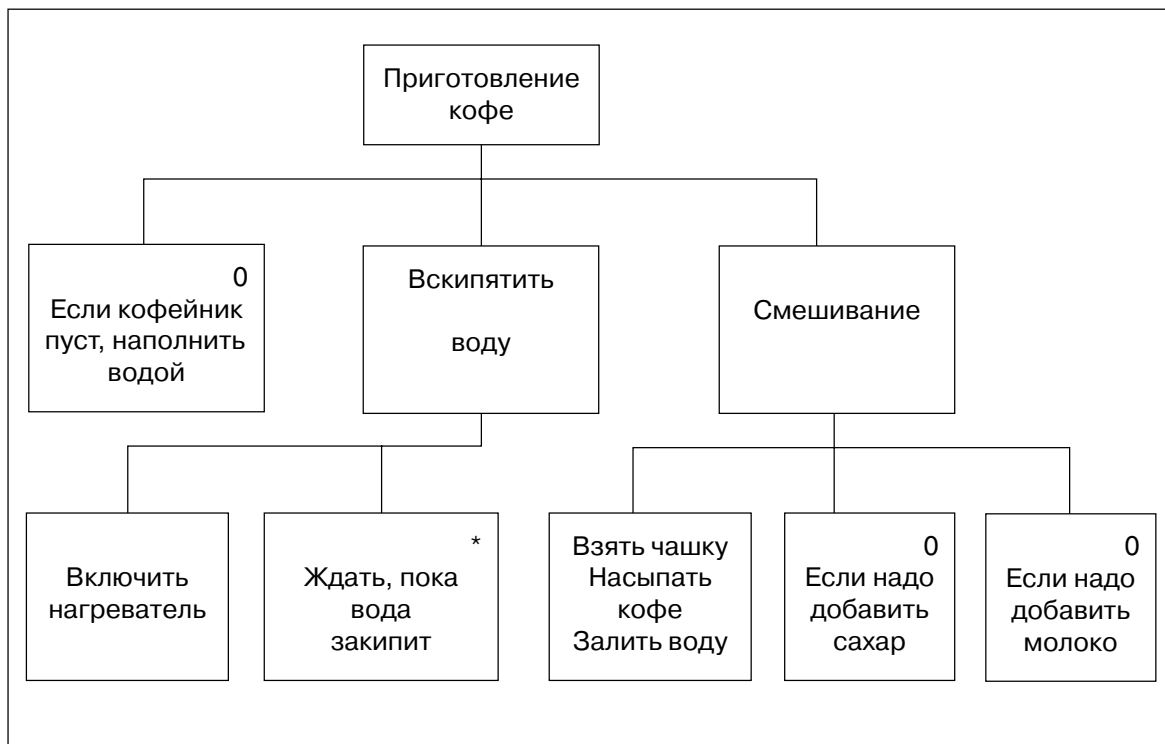 Приготовление
кофе
0
Если кофейник
пуст, наполнить
водой
Вскипятить
воду
Смешивание
Включить
нагреватель
*
Ждать, пока
вода
закипит
Взять чашку
Насыпать
кофе
Залить воду
0
Если надо
добавить
сахар
0
Если надо
добавить
молоко